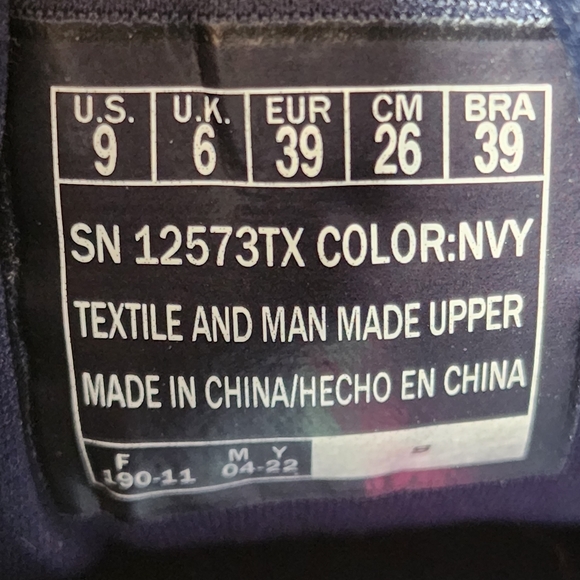 U.S. U.K. EUR CM BRA
9 6 39 26 39
SN 12573TX COLOR:NVY
TEXTILE AND MAN MADE UPPER
MADE IN CHINA/HECHO EN CHINA
F M Y
190-11 04-22